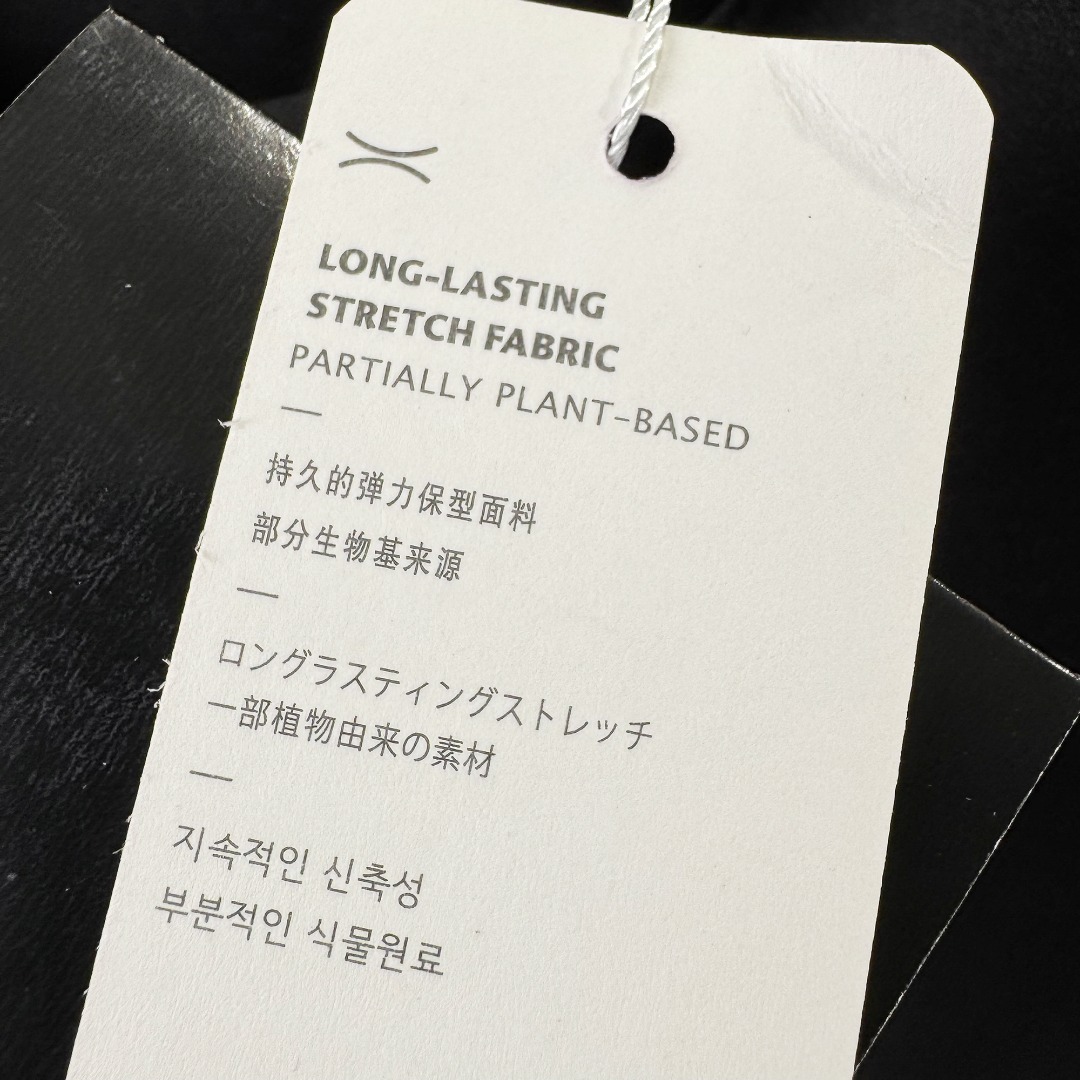 LONG-LASTING
STRETCH FABRIC
PARTIALLY PLANT-BASED
持久的弹力保型面料
部分生物基来源
ロングラスティングストレッチ
一部植物由来の素材
지속적인 신축성
부분적인 식물원료